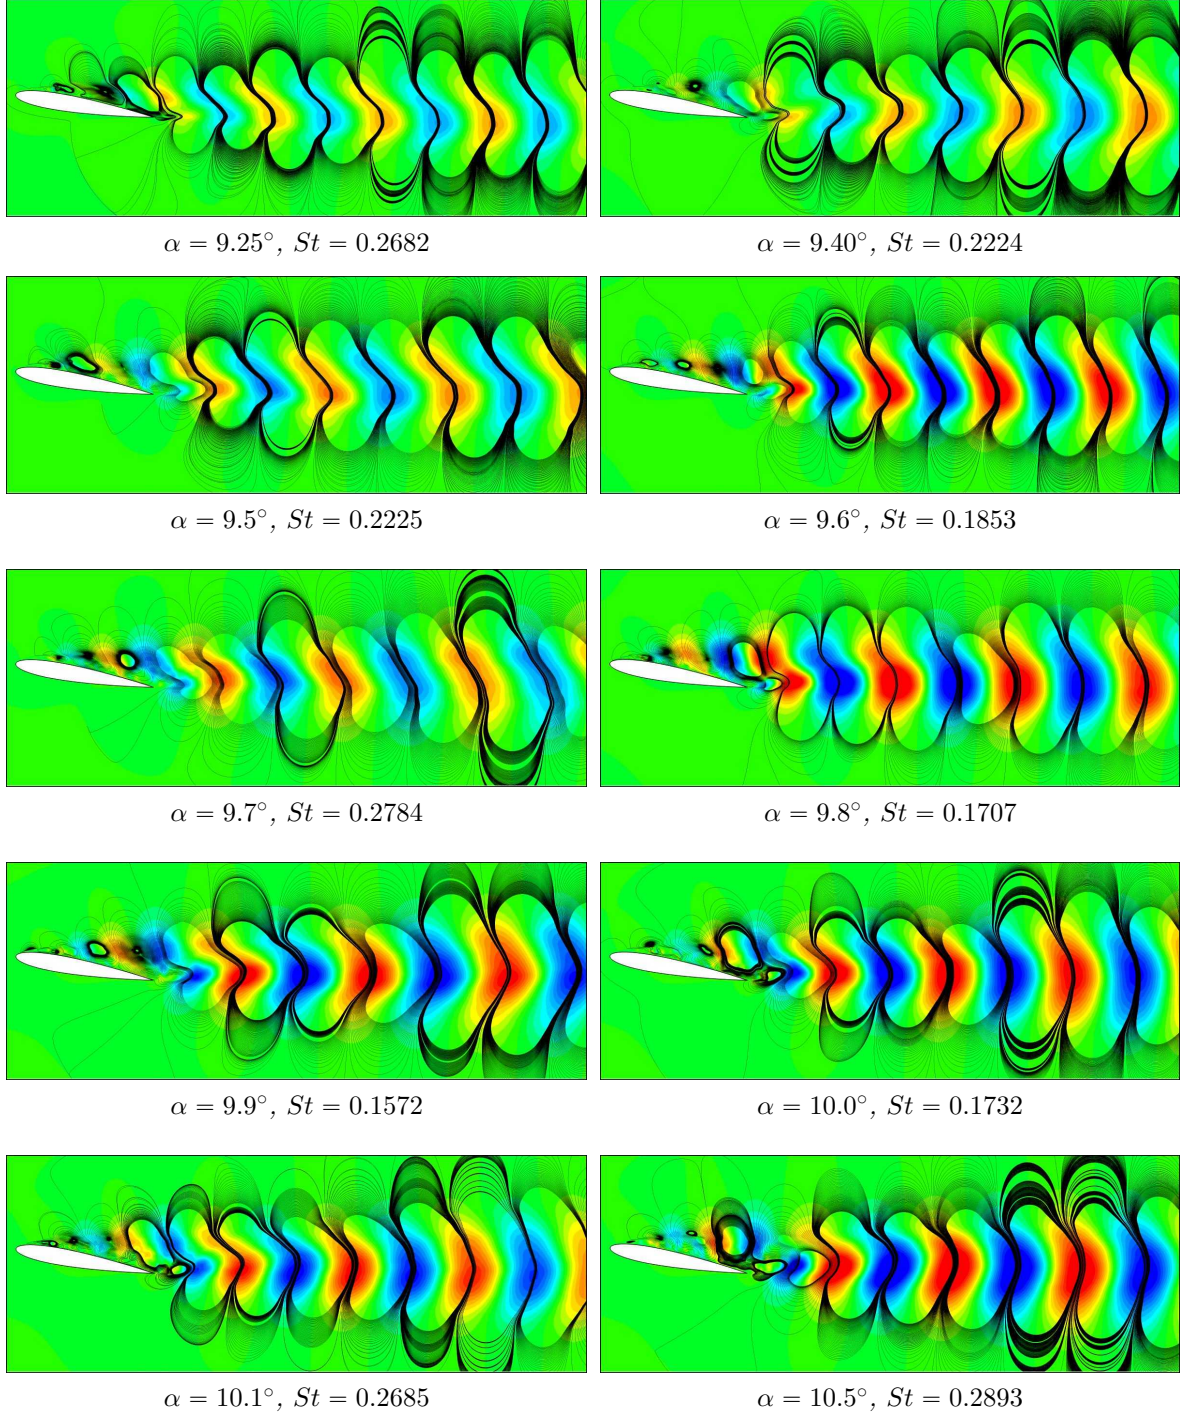 α = 9.25°, St = 0.2682
α = 9.40°, St = 0.2224
α = 9.5°, St = 0.2225
α = 9.6°, St = 0.1853
α = 9.7°, St = 0.2784
α = 9.8°, St = 0.1707
α = 9.9°, St = 0.1572
α = 10.0°, St = 0.1732
α = 10.1°, St = 0.2685
α = 10.5°, St = 0.2893